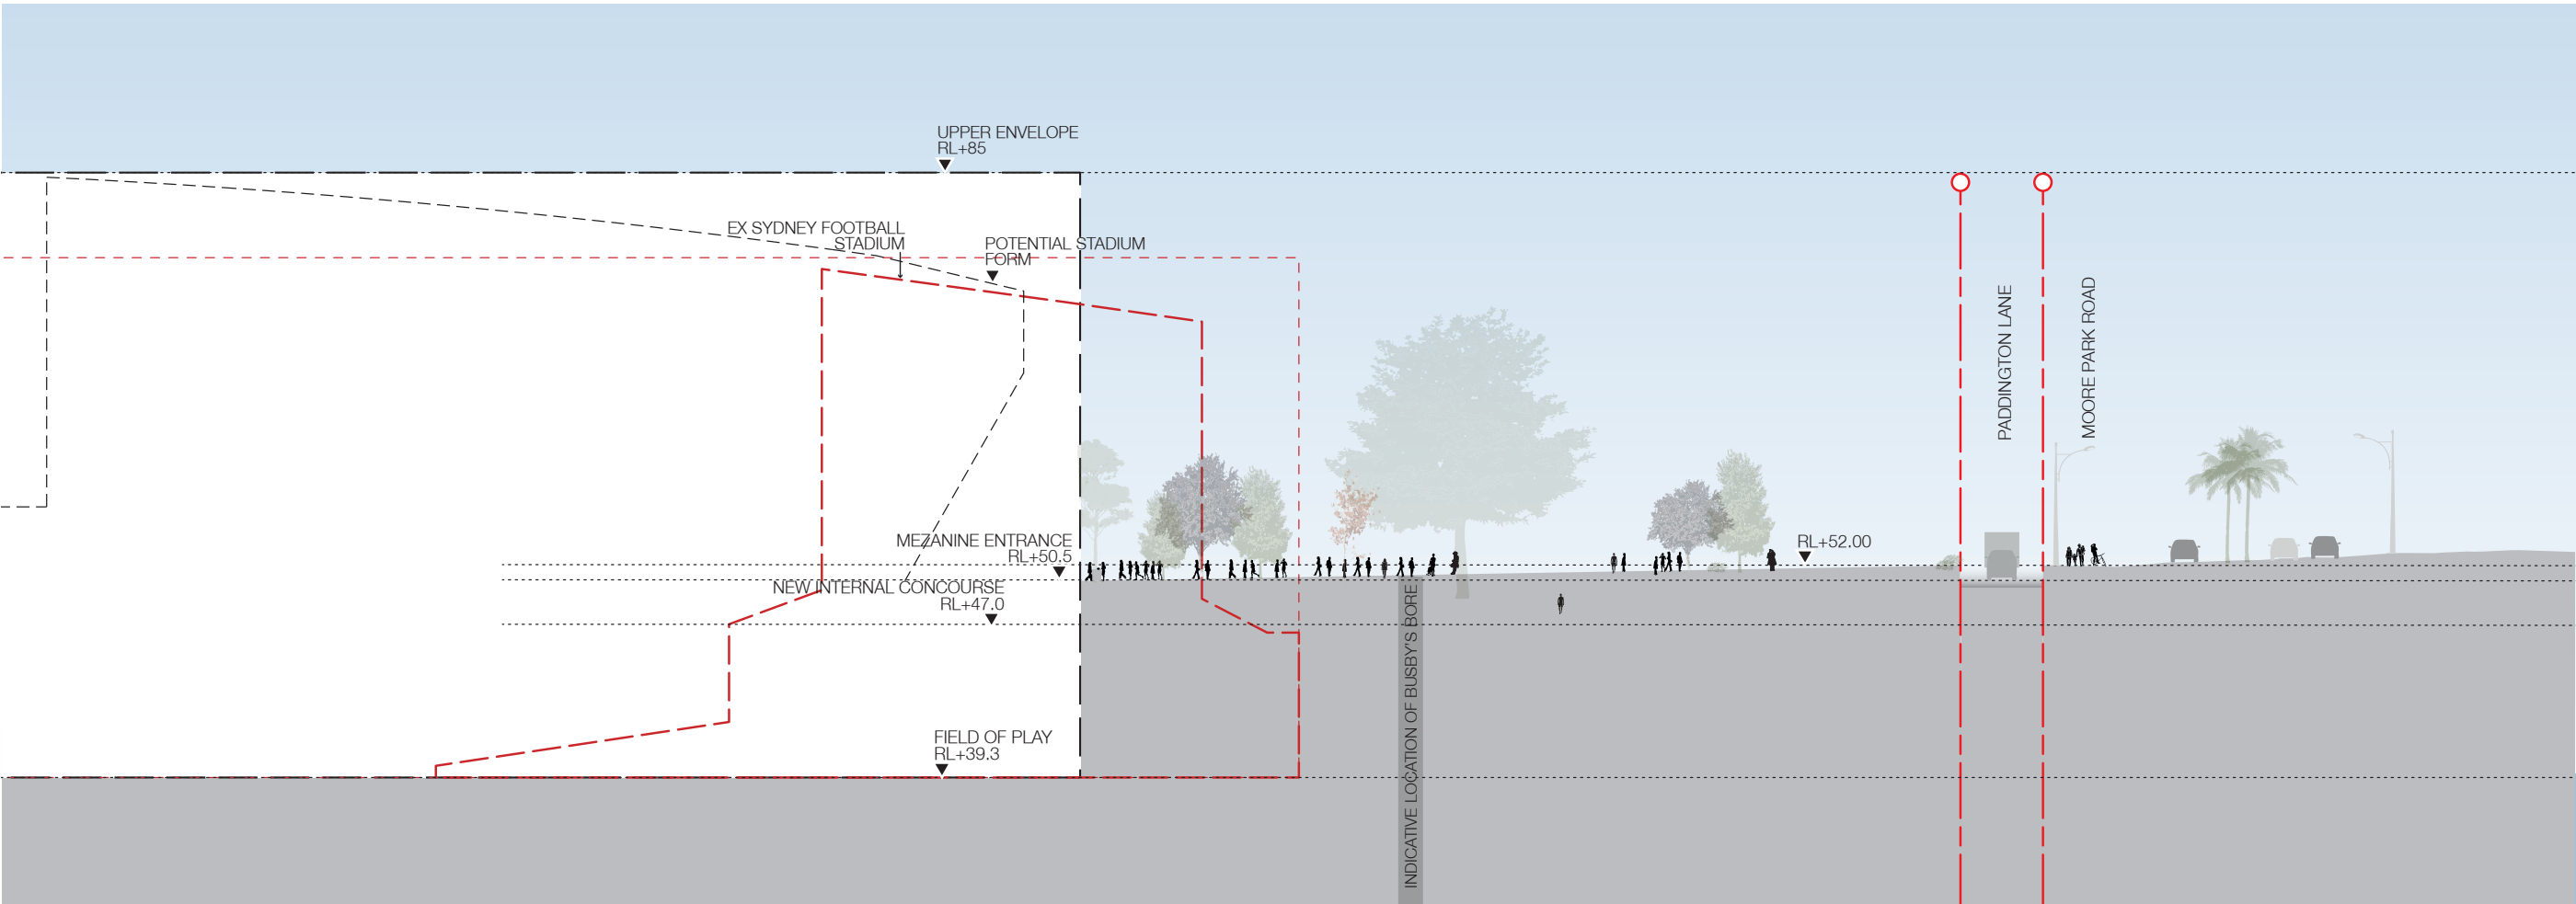 UPPER ENVELOPE
RL+85
EX SYDNEY FOOTBALL
STADIUM
POTENTIAL STADIUM
FORM
PADDINGTON LANE
MOORE PARK ROAD
MEZANINE ENTRANCE
RL+50.5
RL+52.00
NEW INTERNAL CONCOURSE
RL+47.0
INDICATIVE LOCATION OF BUSBY'S BORE
FIELD OF PLAY
RL+39.3